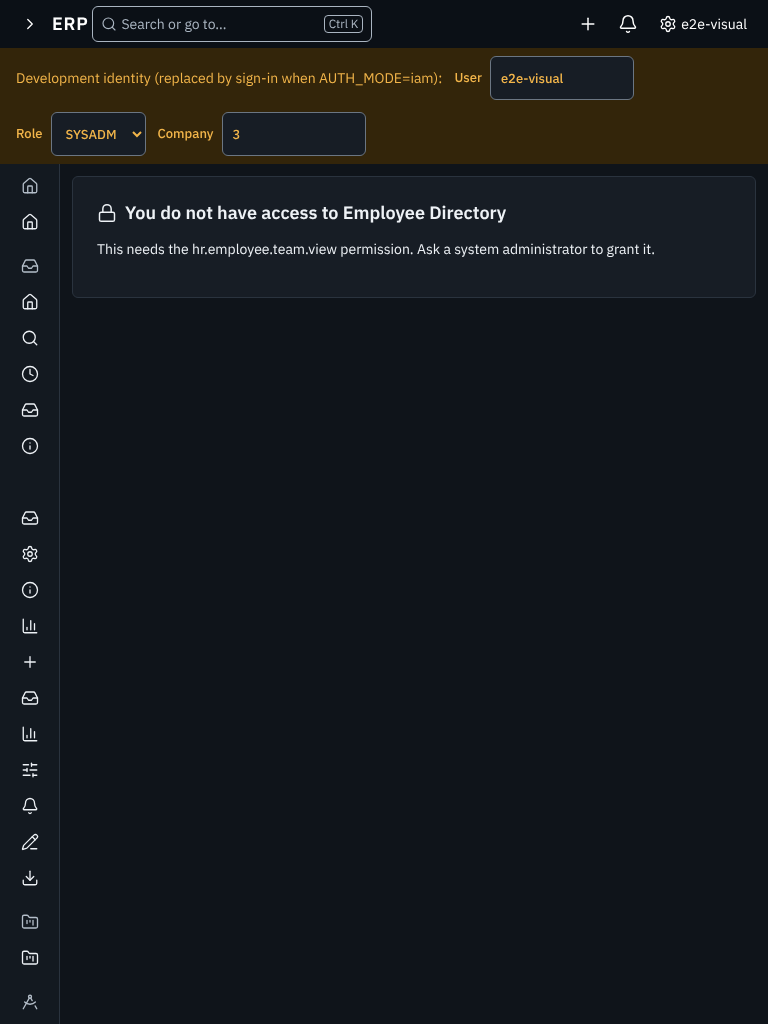 ERP
Search or go to...
Ctrl K
e2e-visual
Development identity (replaced by sign-in when AUTH_MODE=iam): User e2e-visual
Role SYSADM Company 3
You do not have access to Employee Directory
This needs the hr.employee.team.view permission. Ask a system administrator to grant it.